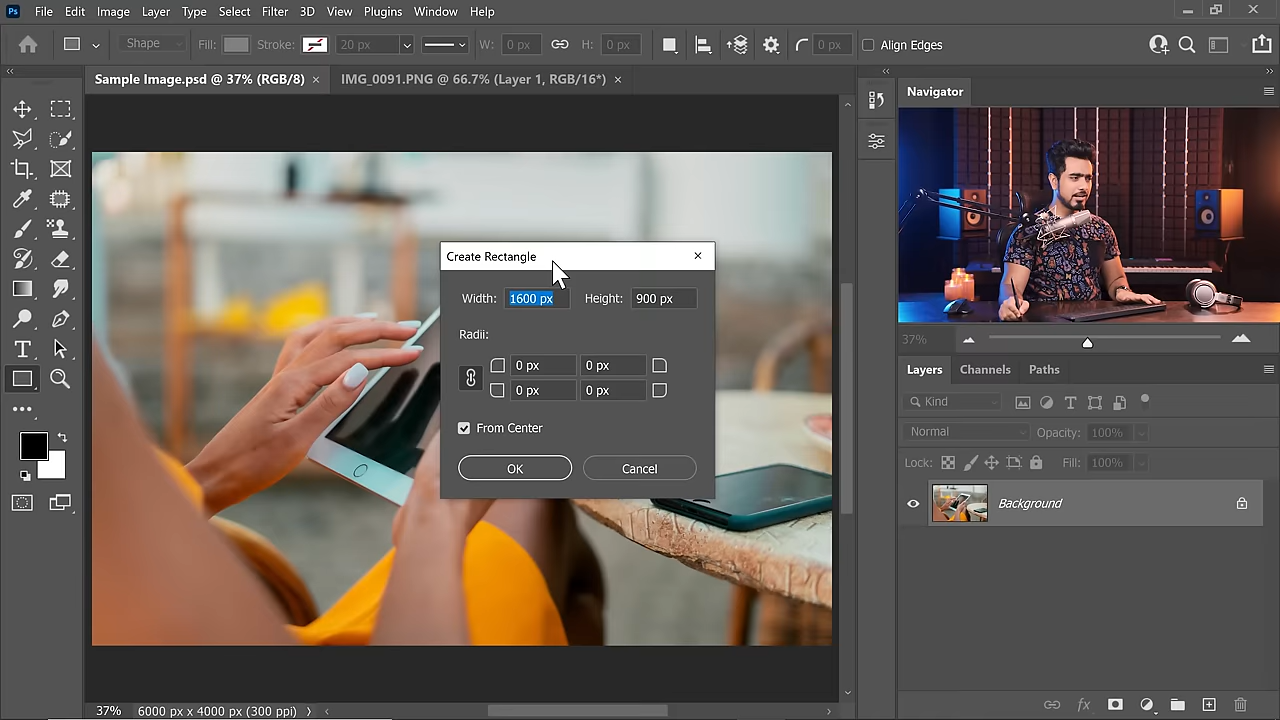 Ps File Edit Image Layer Type Select Filter 3D View Plugins Window Help
Shape Fill: Stroke: 20 px W: 0 px H: 0 px 0 px Align Edges
Sample Image.psd @ 37% (RGB/8) × IMG_0091.PNG @ 66.7% (Layer 1, RGB/16*) ×
Navigator
Create Rectangle
Width: 1600 px Height: 900 px
Radii:
0 px 0 px
0 px 0 px
From Center
OK Cancel
37%
Layers Channels Paths
Kind
Normal Opacity: 100%
Lock: Fill: 100%
Background
37% 6000 px x 4000 px (300 ppi)
fx